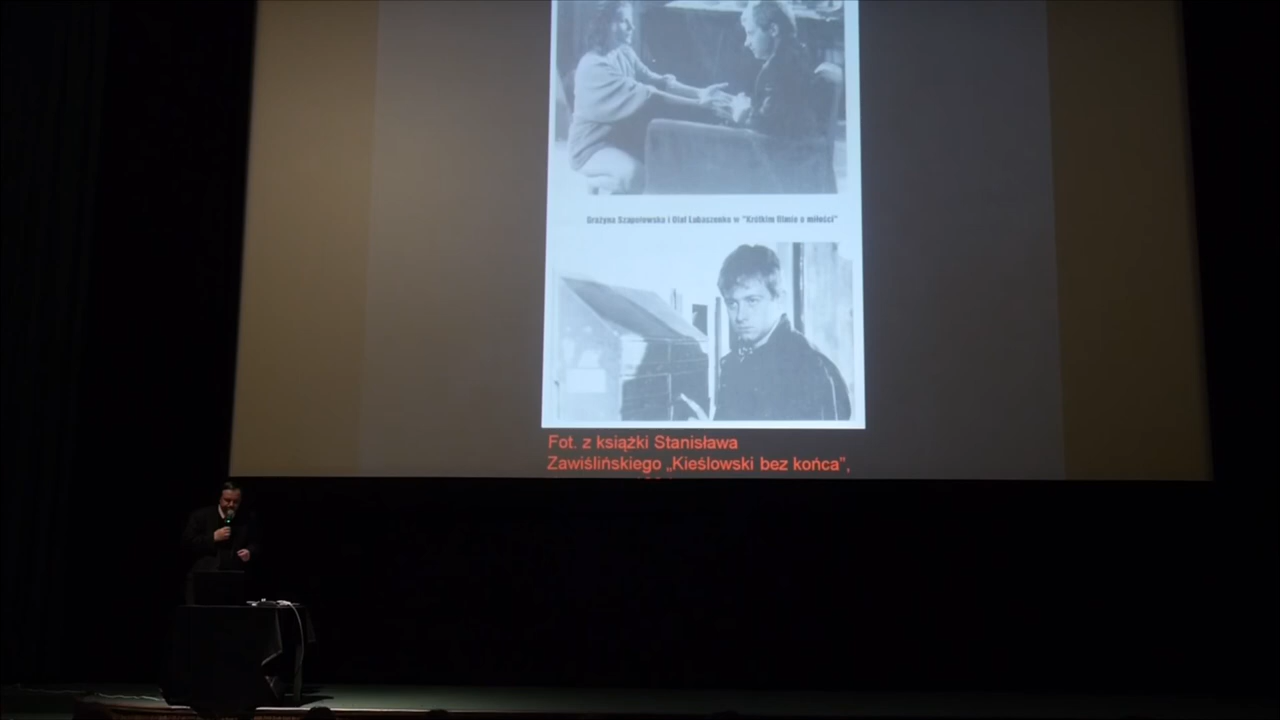 Grażyna Szapołowska i Olaf Lubaszenko w "Krótkim filmie o miłości"
Fot. z książki Stanisława
Zawiślińskiego „Kieślowski bez końca”,